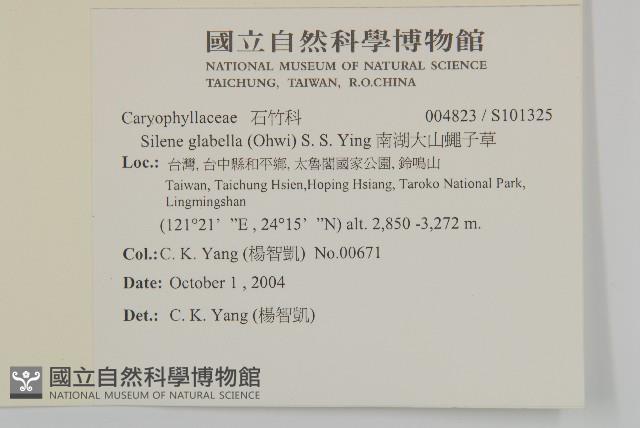 國立自然科學博物館
NATIONAL MUSEUM OF NATURAL SCIENCE
TAICHUNG, TAIWAN, R.O.CHINA
Caryophyllaceae 石竹科 004823 / S101325
Silene glabella (Ohwi) S. S. Ying 南湖大山蠅子草
Loc.: 台灣, 台中縣和平鄉, 太魯閣國家公園, 鈴鳴山
Taiwan, Taichung Hsien,Hoping Hsiang, Taroko National Park,
Lingmingshan
(121°21’ ”E , 24°15’ ”N) alt. 2,850 -3,272 m.
Col.: C. K. Yang (楊智凱) No.00671
Date: October 1 , 2004
Det.: C. K. Yang (楊智凱)
國立自然科學博物館
NATIONAL MUSEUM OF NATURAL SCIENCE